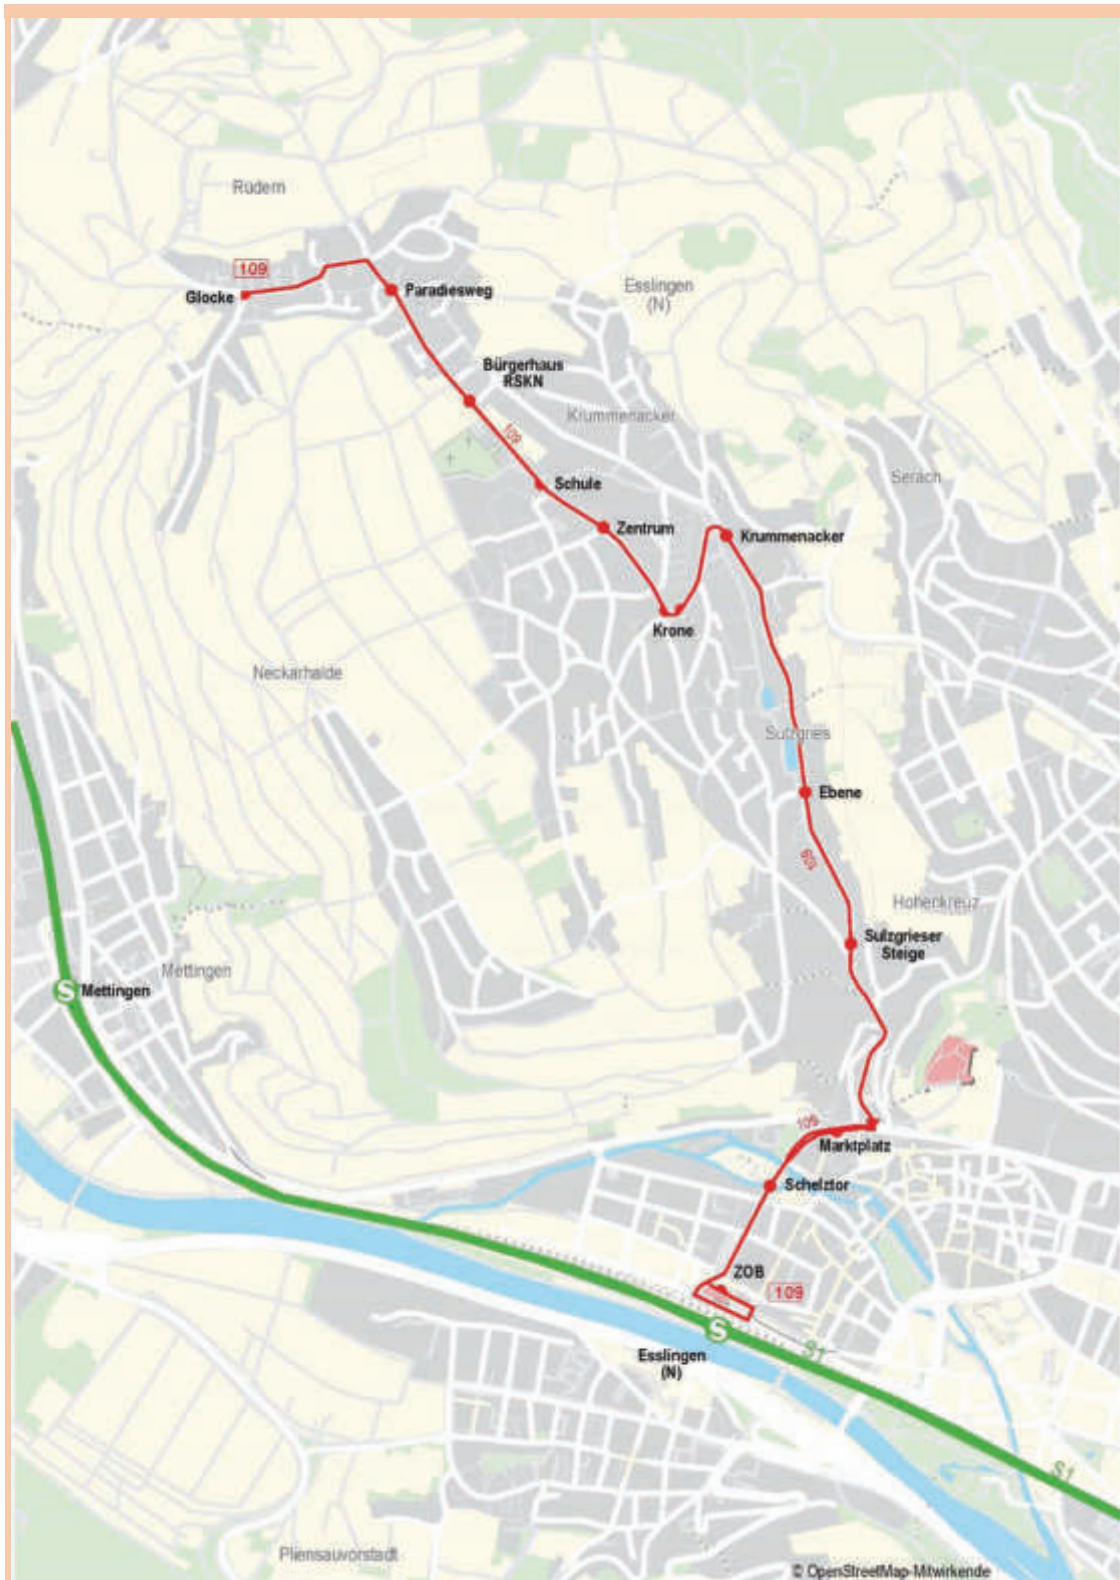 Rüdern
109
Glocke
Paradiesweg
Esslingen
(N)
Bürgerhaus
RSKN
Krummenacker
109
Serach
Schule
Zentrum
Krummenacker
Krone
Neckarhalde
Sulzgries
Ebene
109
Hohenkreuz
Sulzgrieser
Steige
Mettingen
S Mettingen
109
Marktplatz
Schelztor
ZOB
109
S
S1
Esslingen
(N)
S1
Pliensauvorstadt
© OpenStreetMap-Mitwirkende